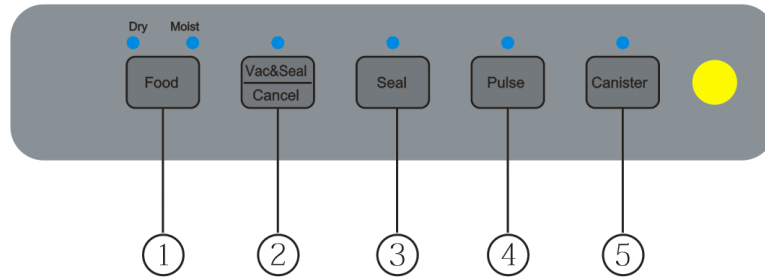 Dry Moist
Food
Vac&Seal
Cancel
Seal
Pulse
Canister
1
2
3
4
5